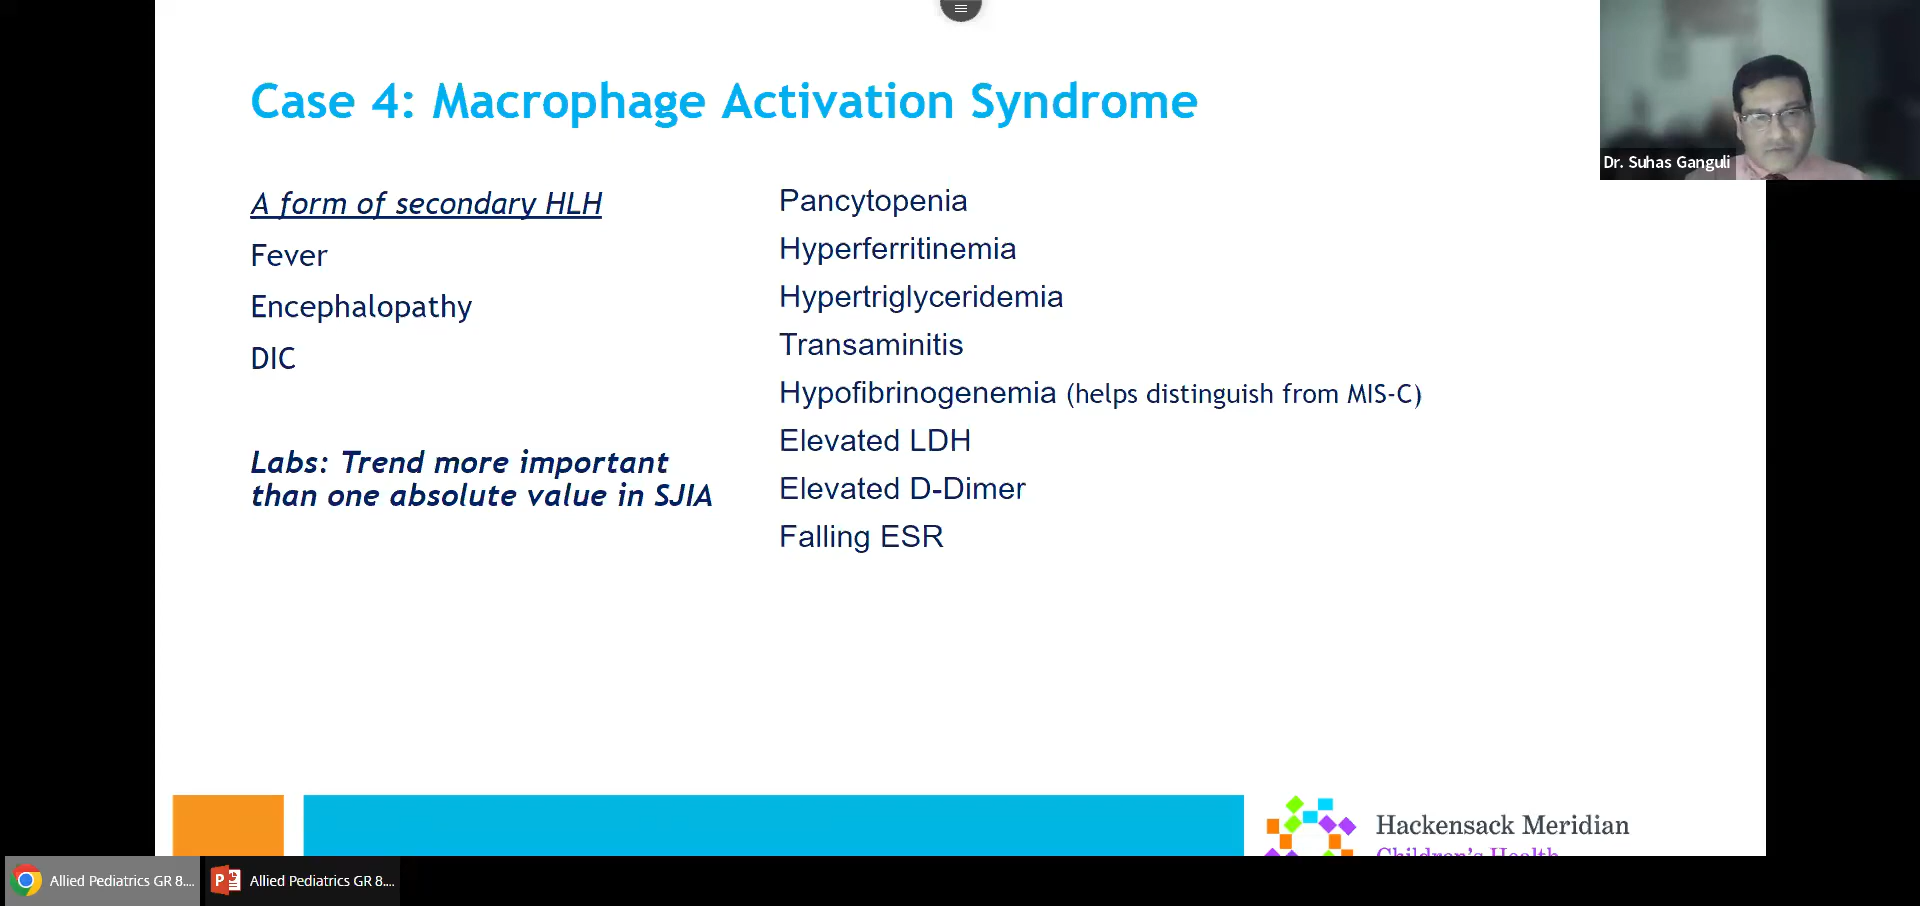 Case 4: Macrophage Activation Syndrome
Dr. Suhas Ganguli
A form of secondary HLH
Fever
Encephalopathy
DIC
Labs: Trend more important
than one absolute value in SJIA
Pancytopenia
Hyperferritinemia
Hypertriglyceridemia
Transaminitis
Hypofibrinogenemia (helps distinguish from MIS-C)
Elevated LDH
Elevated D-Dimer
Falling ESR
Hackensack Meridian
Children's Health
Allied Pediatrics GR 8....
Allied Pediatrics GR 8....